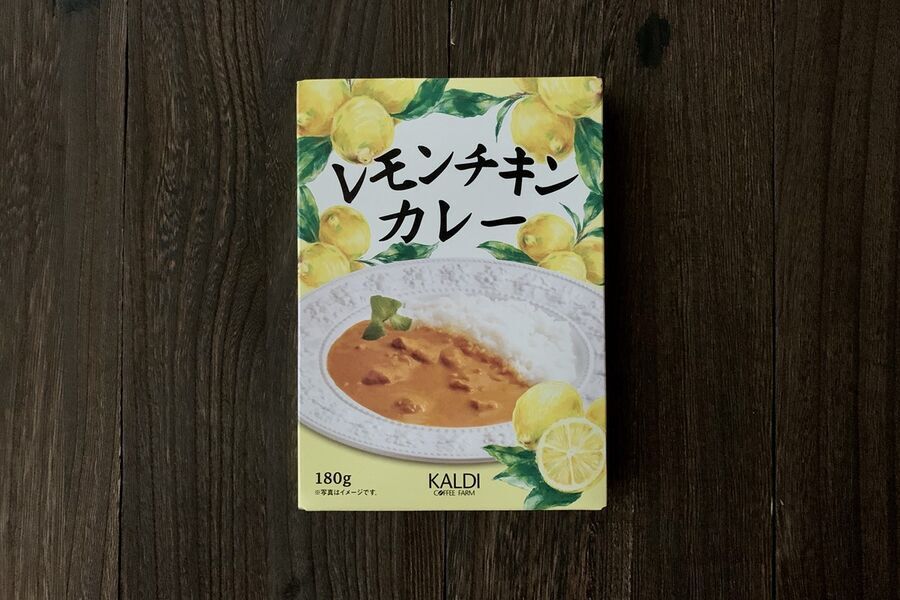 レモンチキン
カレー
180g
※写真はイメージです。
KALDI
COFFEE FARM